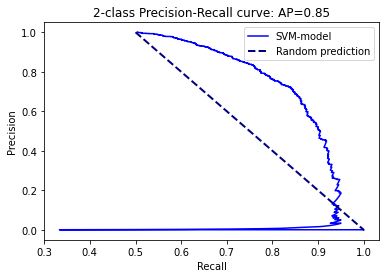 2-class Precision-Recall curve: AP=0.85
SVM-model
Random prediction
Precision
1.0
0.8
0.6
0.4
0.2
0.0
0.3
0.4
0.5
0.6
0.7
0.8
0.9
1.0
Recall